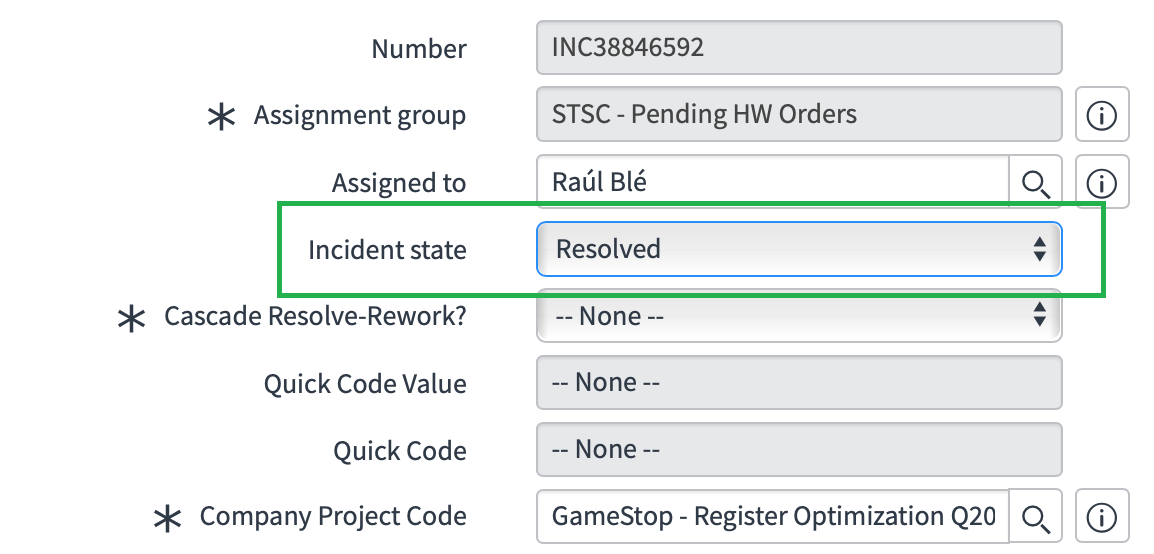 Number INC38846592
* Assignment group STSC - Pending HW Orders
Assigned to Raúl Blé
Incident state Resolved
* Cascade Resolve-Rework? -- None --
Quick Code Value -- None --
Quick Code -- None --
* Company Project Code GameStop - Register Optimization Q20